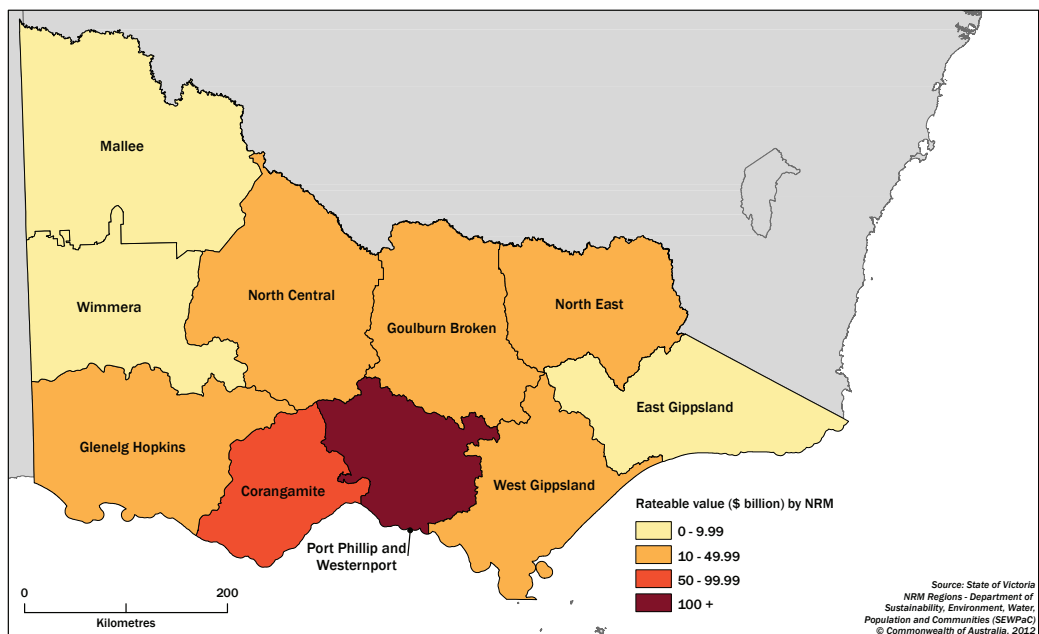 Mallee
Wimmera
North Central
Goulburn Broken
North East
East Gippsland
Glenelg Hopkins
Corangamite
West Gippsland
Port Phillip and
Westernport
Rateable value ($ billion) by NRM
0 - 9.99
10 - 49.99
50 - 99.99
100 +
0
200
Kilometres
Source: State of Victoria
NRM Regions - Department of
Sustainability, Environment, Water,
Population and Communities (SEWPaC)
© Commonwealth of Australia, 2012